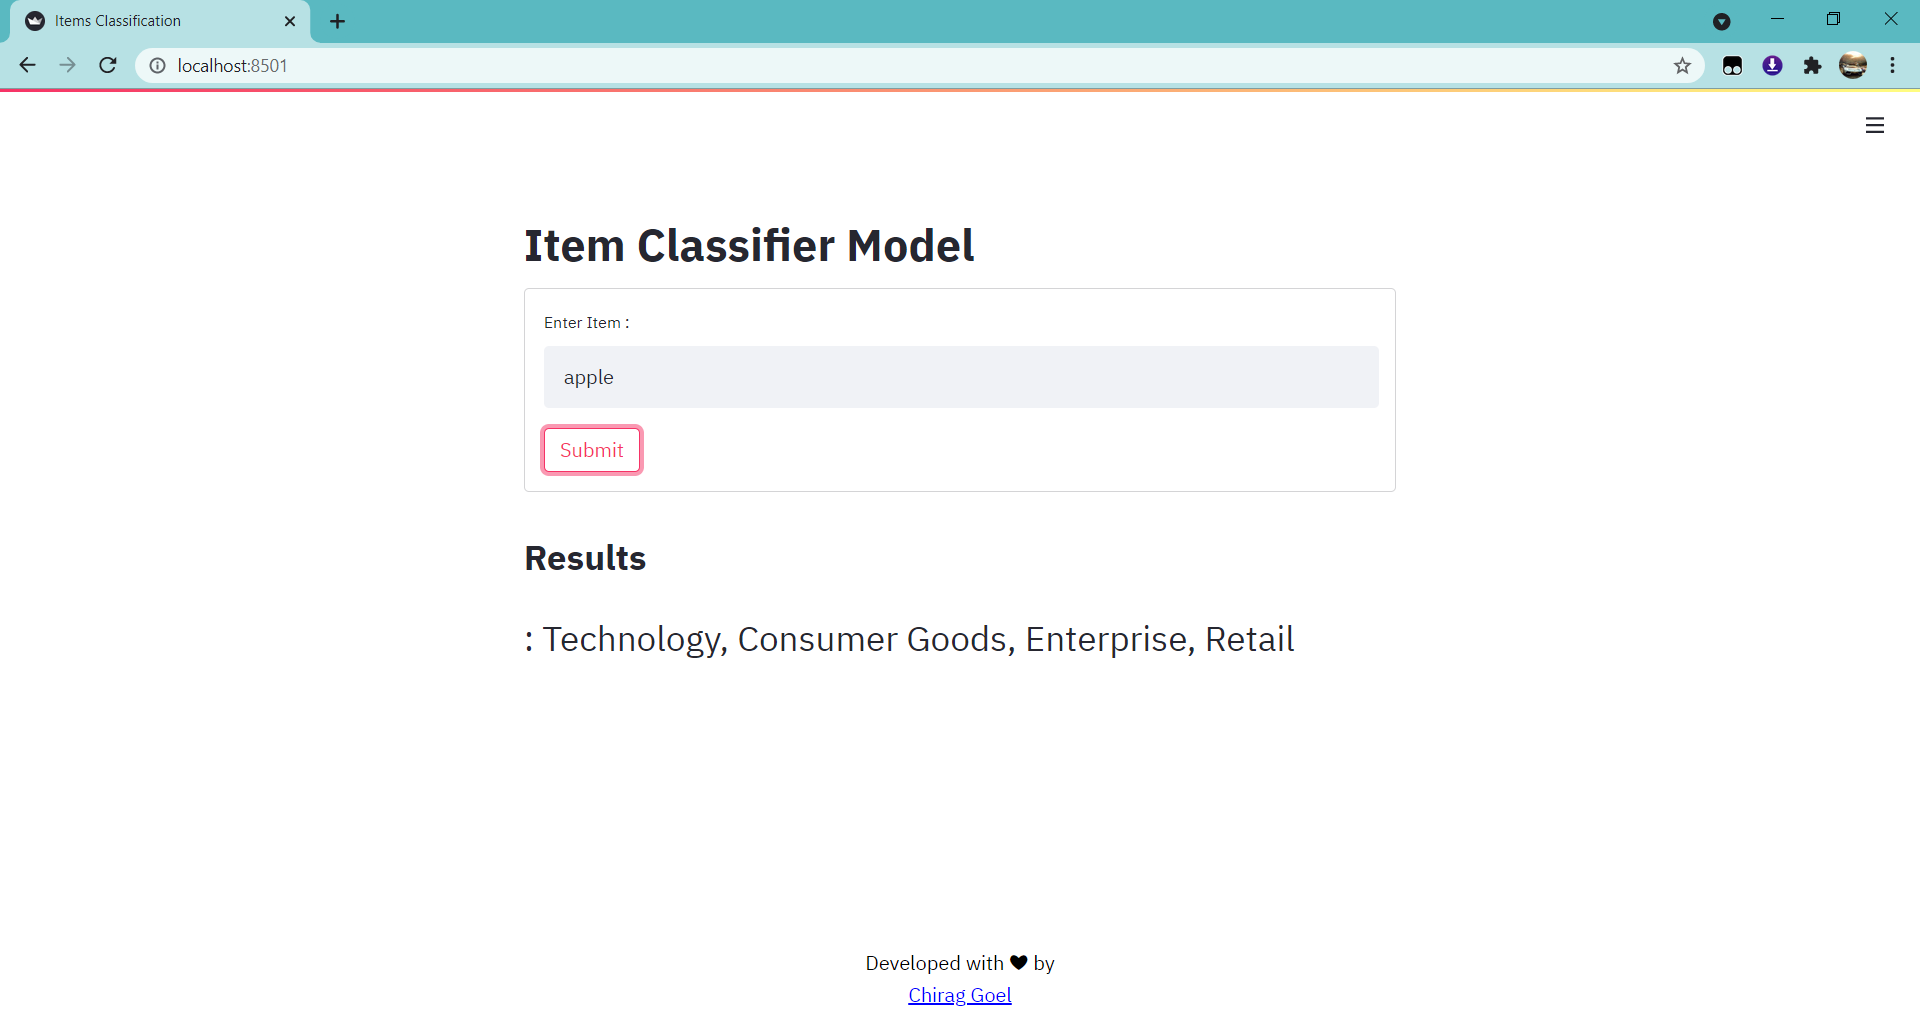 Items Classification
localhost:8501
Item Classifier Model
Enter Item :
apple
Submit
Results
: Technology, Consumer Goods, Enterprise, Retail
Developed with ❤ by
Chirag Goel